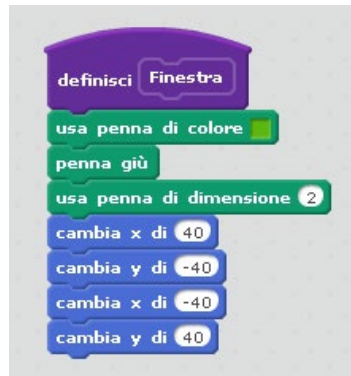 definisci Finestra
usa penna di colore
penna giù
usa penna di dimensione 2
cambia x di 40
cambia y di -40
cambia x di -40
cambia y di 40